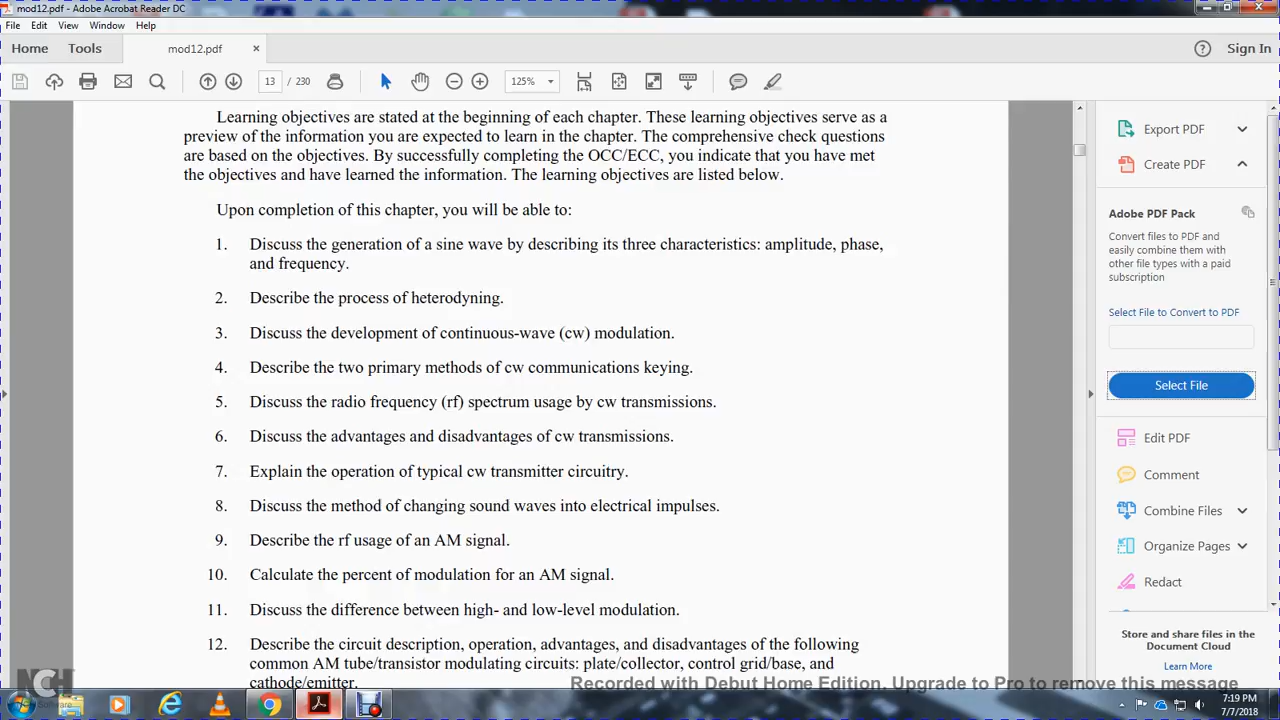 mod12.pdf - Adobe Acrobat Reader DC
File Edit View Window Help
Home Tools mod12.pdf × Sign In
13 / 230 125%
Learning objectives are stated at the beginning of each chapter. These learning objectives serve as a
preview of the information you are expected to learn in the chapter. The comprehensive check questions
are based on the objectives. By successfully completing the OCC/ECC, you indicate that you have met
the objectives and have learned the information. The learning objectives are listed below.
Upon completion of this chapter, you will be able to:
1. Discuss the generation of a sine wave by describing its three characteristics: amplitude, phase,
and frequency.
2. Describe the process of heterodyning.
3. Discuss the development of continuous-wave (cw) modulation.
4. Describe the two primary methods of cw communications keying.
5. Discuss the radio frequency (rf) spectrum usage by cw transmissions.
6. Discuss the advantages and disadvantages of cw transmissions.
7. Explain the operation of typical cw transmitter circuitry.
8. Discuss the method of changing sound waves into electrical impulses.
9. Describe the rf usage of an AM signal.
10. Calculate the percent of modulation for an AM signal.
11. Discuss the difference between high- and low-level modulation.
12. Describe the circuit description, operation, advantages, and disadvantages of the following
common AM tube/transistor modulating circuits: plate/collector, control grid/base, and
cathode/emitter.
Export PDF
Create PDF
Adobe PDF Pack
Convert files to PDF and
easily combine them with
other file types with a paid
subscription
Select File to Convert to PDF
Select File
Edit PDF
Comment
Combine Files
Organize Pages
Redact
Store and share files in the
Document Cloud
Learn More
NCH
Software
Recorded with Debut Home Edition. Upgrade to Pro to remove this message
7:19 PM
7/7/2018